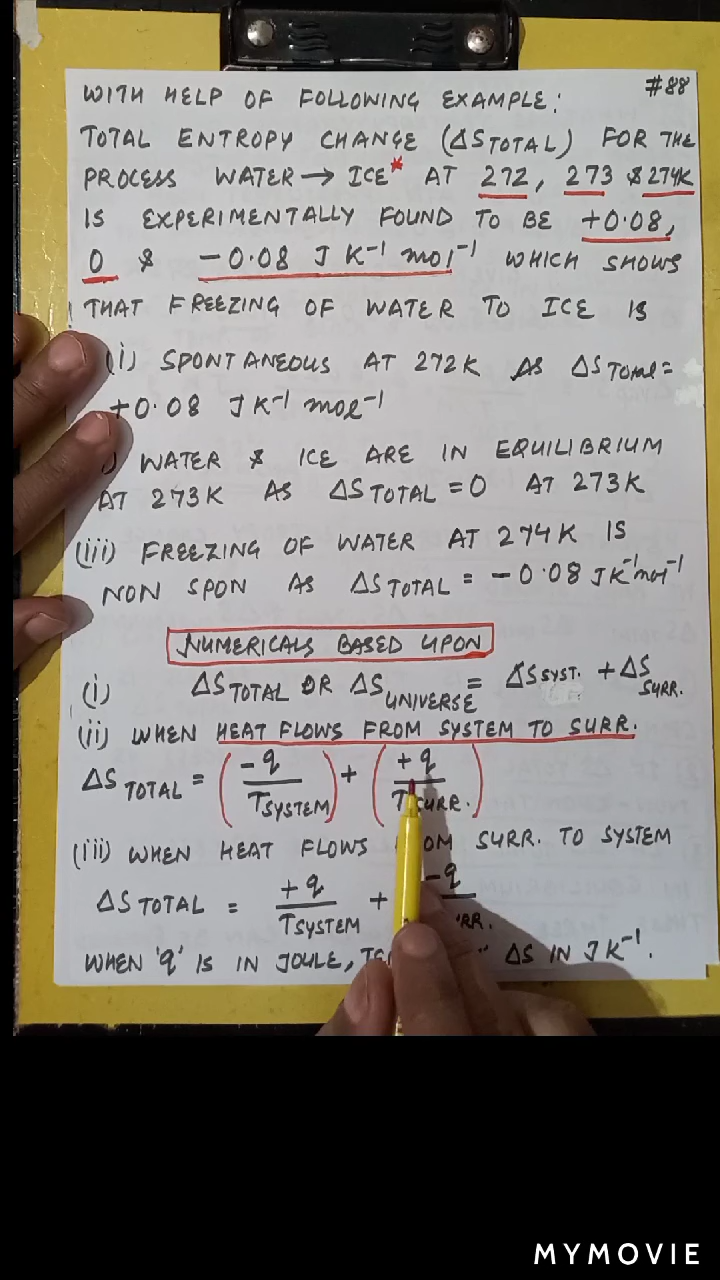 #88
WITH HELP OF FOLLOWING EXAMPLE:
TOTAL ENTROPY CHANGE (ΔSTOTAL) FOR THE
PROCESS WATER → ICE* AT 272, 273 & 274K
IS EXPERIMENTALLY FOUND TO BE +0.08,
0 & -0.08 J K⁻¹ mol⁻¹ WHICH SHOWS
THAT FREEZING OF WATER TO ICE IS
(i) SPONTANEOUS AT 272K AS ΔSTOTAL =
+0.08 JK⁻¹ mol⁻¹
) WATER & ICE ARE IN EQUILIBRIUM
AT 273K AS ΔSTOTAL = 0 AT 273K
(iii) FREEZING OF WATER AT 274K IS
NON SPON AS ΔSTOTAL = -0.08 JK⁻¹mol⁻¹
NUMERICALS BASED UPON
(i) ΔSTOTAL OR ΔSUNIVERSE = ΔSSYST. + ΔSSURR.
(ii) WHEN HEAT FLOWS FROM SYSTEM TO SURR.
ΔSTOTAL = (-q/TSYSTEM) + (+q/TSURR.)
(iii) WHEN HEAT FLOWS OM SURR. TO SYSTEM
ΔSTOTAL = +q/TSYSTEM + -q/ RR.
WHEN 'q' IS IN JOULE, ΔS IN J K⁻¹.
MYMOVIE